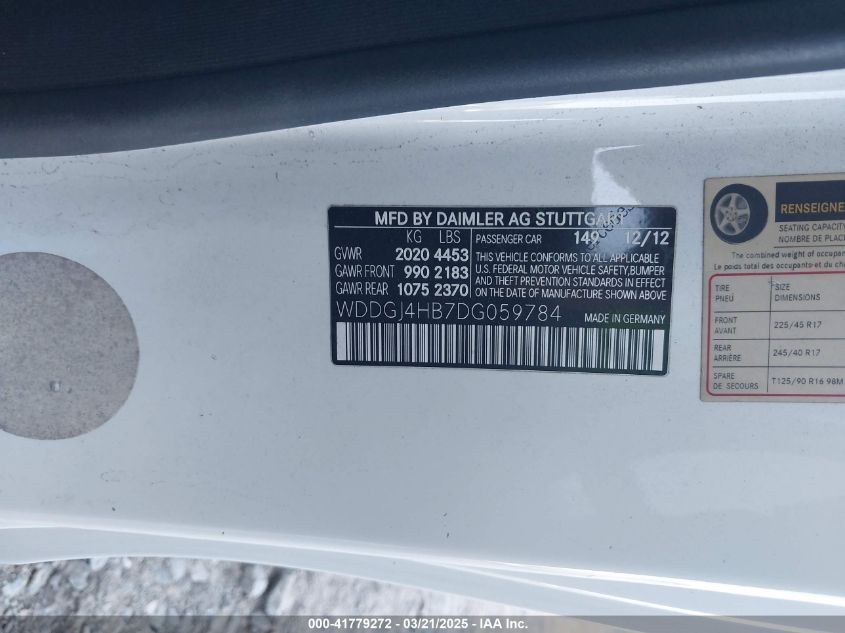 MFD BY DAIMLER AG STUTTGART
KG LBS
GVWR 2020 4453
GAWR FRONT 990 2183
GAWR REAR 1075 2370
PASSENGER CAR 149 12/12
THIS VEHICLE CONFORMS TO ALL APPLICABLE
U.S. FEDERAL MOTOR VEHICLE SAFETY,BUMPER
AND THEFT PREVENTION STANDARDS IN EFFECT
ON THE DATE OF MANUFACTURE SHOWN ABOVE
WDDGJ4HB7DG059784
MADE IN GERMANY
RENSEIGNE
SEATING CAPACITY
NOMBRE DE PLACE
The combined weight of occupant
Le poids total des occupants et du cha
TIRE SIZE
PNEU DIMENSIONS
FRONT
AVANT
225/45 R17
REAR
ARRIÈRE
245/40 R17
SPARE
DE SECOURS
T125/90 R16 98M
000-41779272 - 03/21/2025 - IAA Inc.